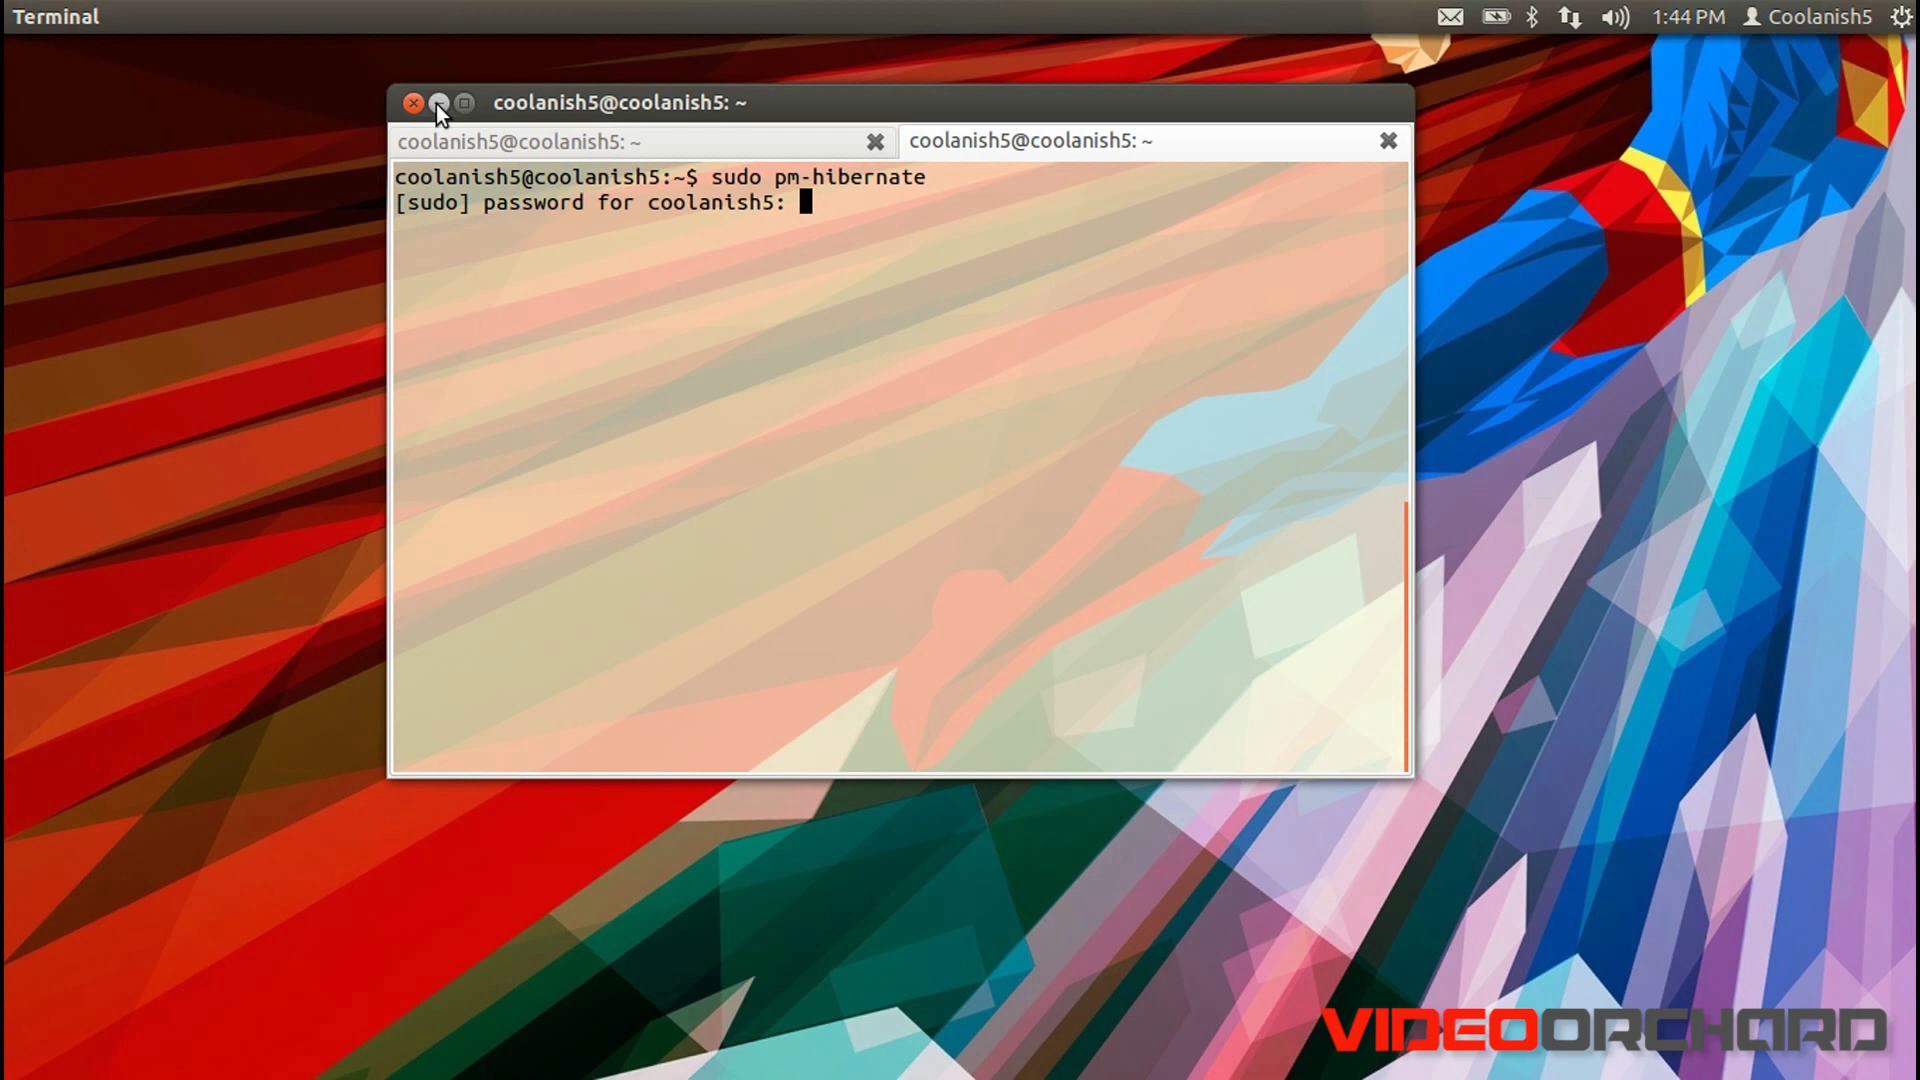 Terminal
1:44 PM
Coolanish5
coolanish5@coolanish5: ~
coolanish5@coolanish5: ~
coolanish5@coolanish5: ~
coolanish5@coolanish5:~$ sudo pm-hibernate
[sudo] password for coolanish5:
VIDEOORCHARD